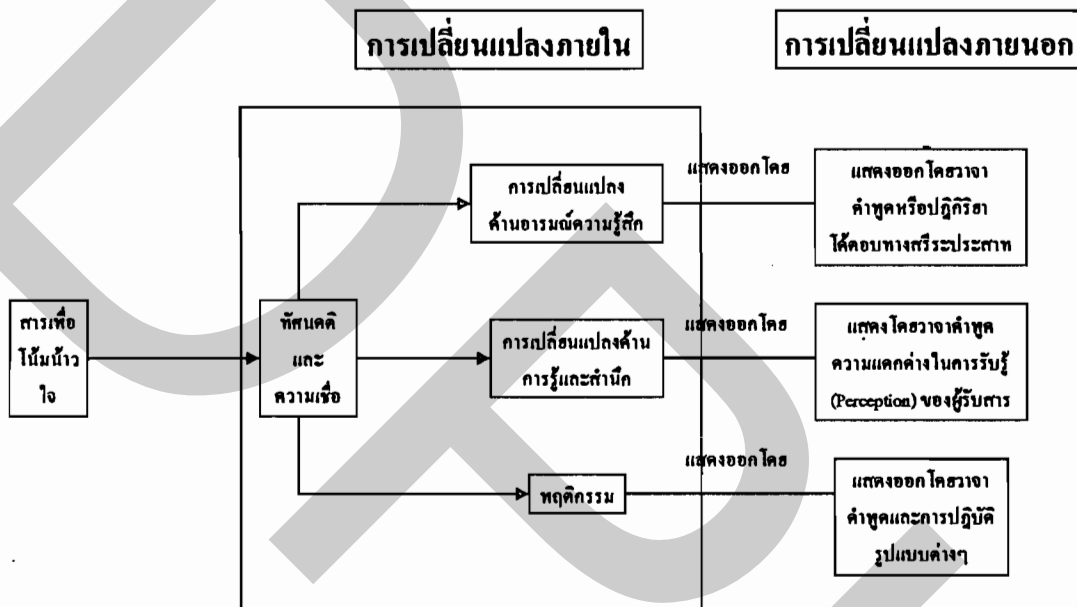 การเปลี่ยนแปลงภายใน
การเปลี่ยนแปลงภายนอก
การเปลี่ยนแปลง
ด้านอารมณ์ความรู้สึก
แสดงออกโดย
แสดงออกโดยวาจา
คำพูดหรือปฏิกิริยา
โต้ตอบทางสรีระประสาท
สารเพื่อ
โน้มน้าว
ใจ
ทัศนคติ
และ
ความเชื่อ
การเปลี่ยนแปลงด้าน
การรู้และสำนึก
แสดงออกโดย
แสดงโดยวาจาคำพูด
ความแตกต่างในการรับรู้
(Perception) ของผู้รับสาร
พฤติกรรม
แสดงออกโดย
แสดงออกโดยวาจา
คำพูดและการปฏิบัติ
รูปแบบต่างๆ